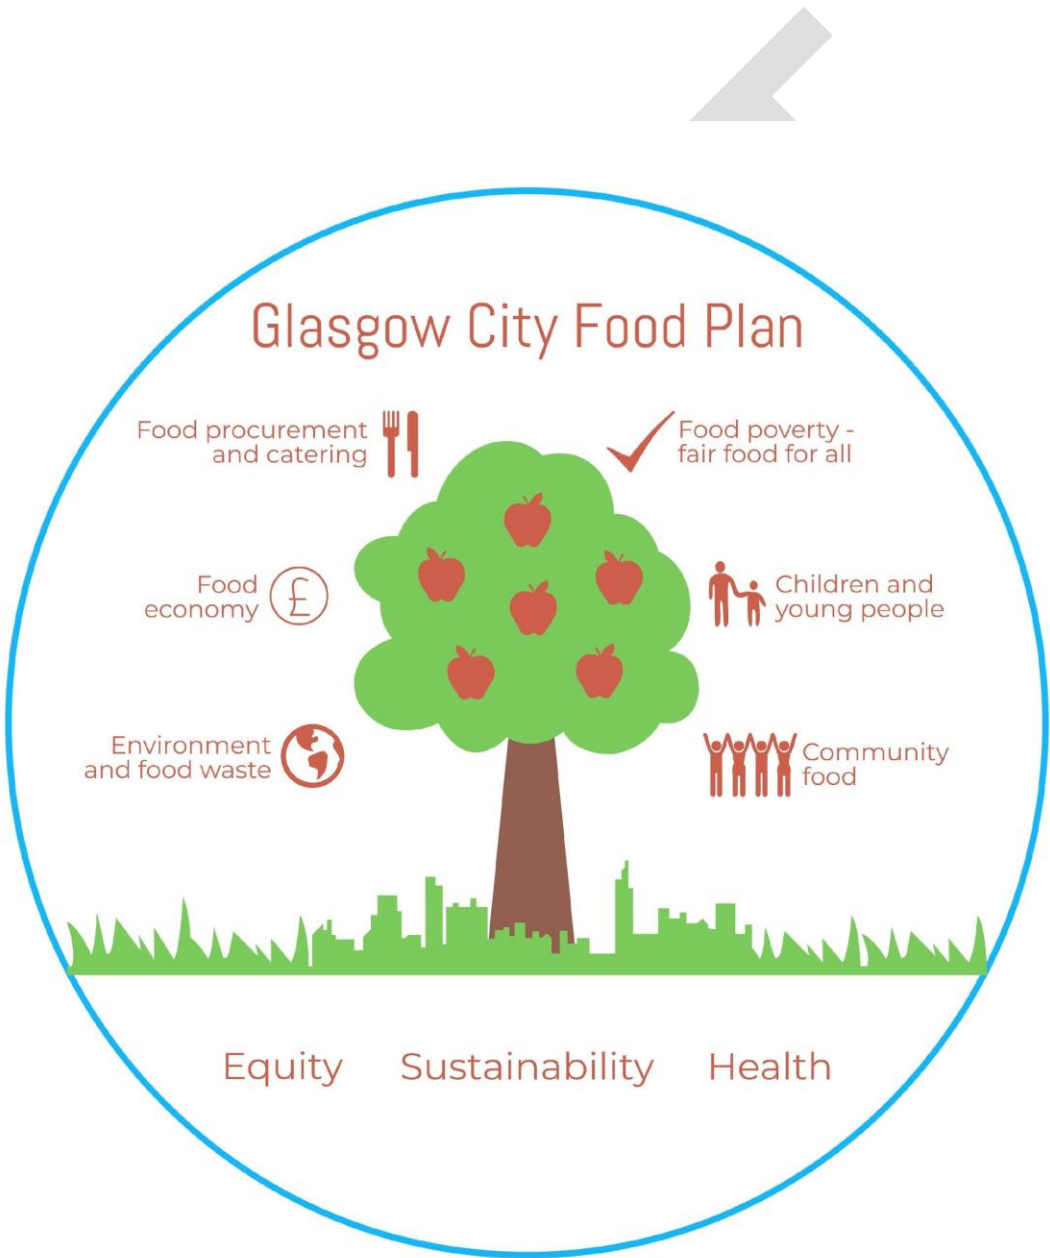 Glasgow City Food Plan
Food procurement
and catering
Food poverty -
fair food for all
Food
economy
£
Children and
young people
Environment
and food waste
Community
food
Equity Sustainability Health